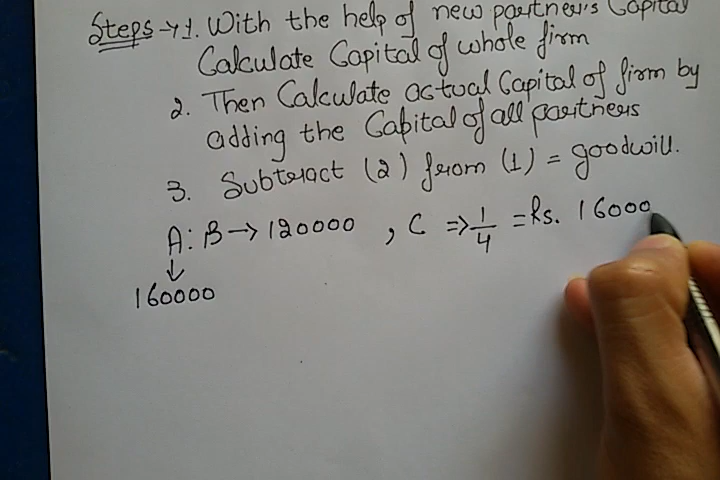 Steps → 1. With the help of new partner's Capital
Calculate Capital of whole firm
2. Then Calculate actual Capital of firm by
adding the Capital of all partners
3. Subtract (2) from (1) = goodwill.
A : B → 120000 , C ⇒ 1/4 = Rs. 16000
↓
160000